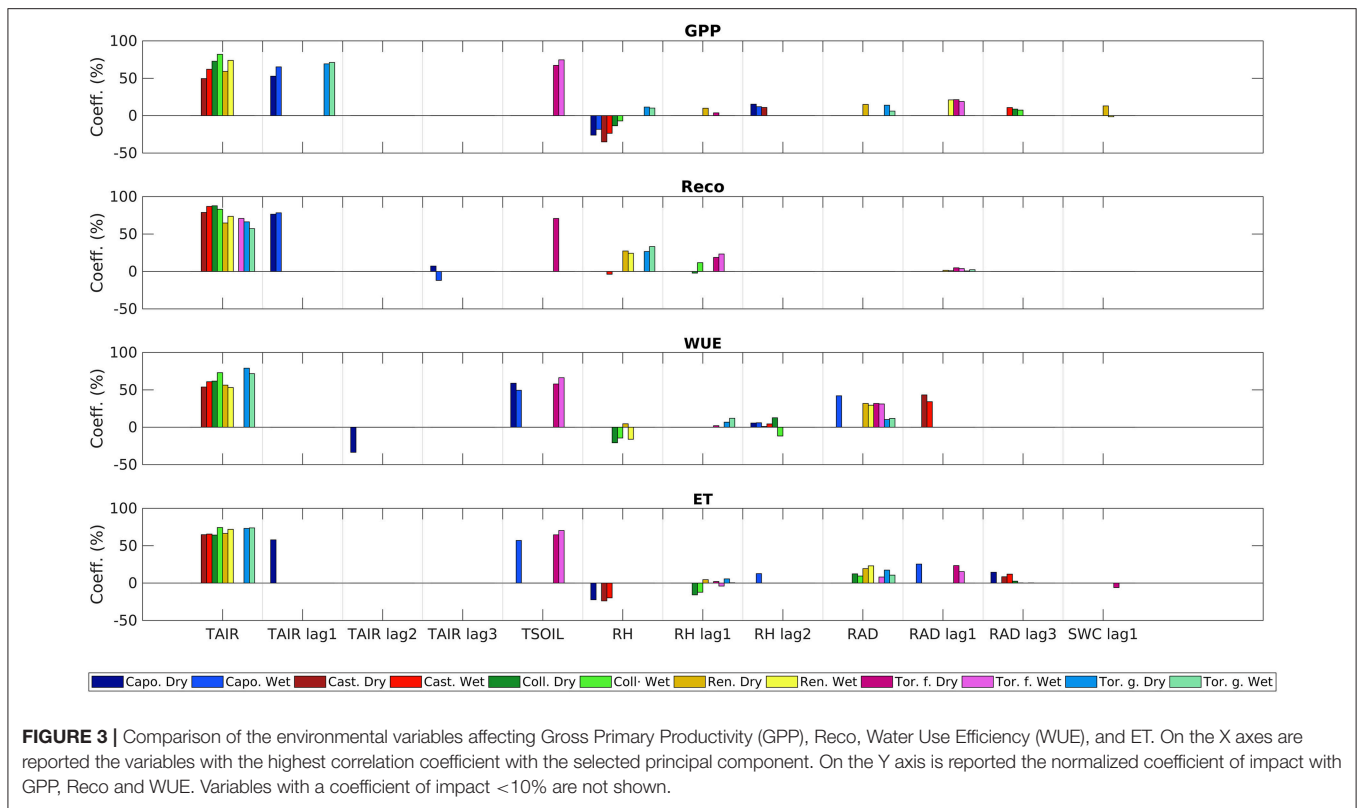 GPP
100
50
0
-50
Coeff. (%)
Reco
100
50
0
-50
Coeff. (%)
WUE
100
50
0
-50
Coeff. (%)
ET
100
50
0
-50
Coeff. (%)
TAIR TAIR lag1 TAIR lag2 TAIR lag3 TSOIL RH RH lag1 RH lag2 RAD RAD lag1 RAD lag3 SWC lag1
Capo. Dry Capo. Wet Cast. Dry Cast. Wet Coll. Dry Coll· Wet Ren. Dry Ren. Wet Tor. f. Dry Tor. f. Wet Tor. g. Dry Tor. g. Wet
FIGURE 3 | Comparison of the environmental variables affecting Gross Primary Productivity (GPP), Reco, Water Use Efficiency (WUE), and ET. On the X axes are
reported the variables with the highest correlation coefficient with the selected principal component. On the Y axis is reported the normalized coefficient of impact with
GPP, Reco and WUE. Variables with a coefficient of impact <10% are not shown.